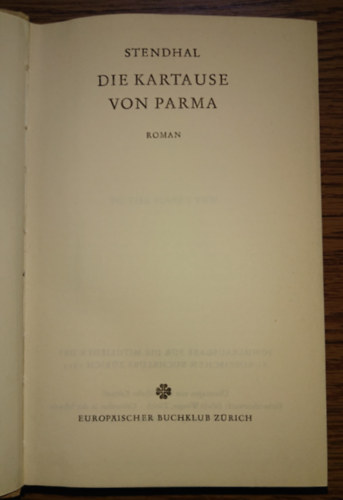 STENDHAL
DIE KARTAUSE
VON PARMA
ROMAN
EUROPÄISCHER BUCHKLUB ZÜRICH